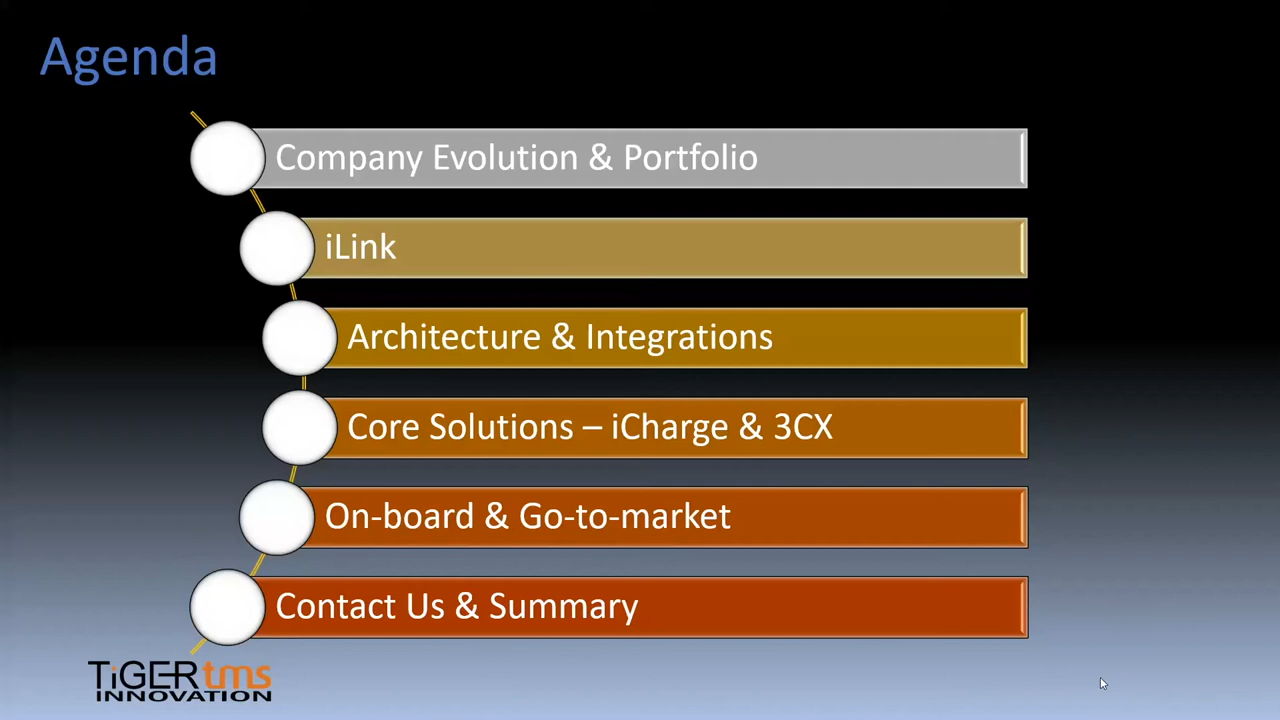 Agenda
Company Evolution & Portfolio
iLink
Architecture & Integrations
Core Solutions – iCharge & 3CX
On-board & Go-to-market
Contact Us & Summary
TiGERtms
INNOVATION